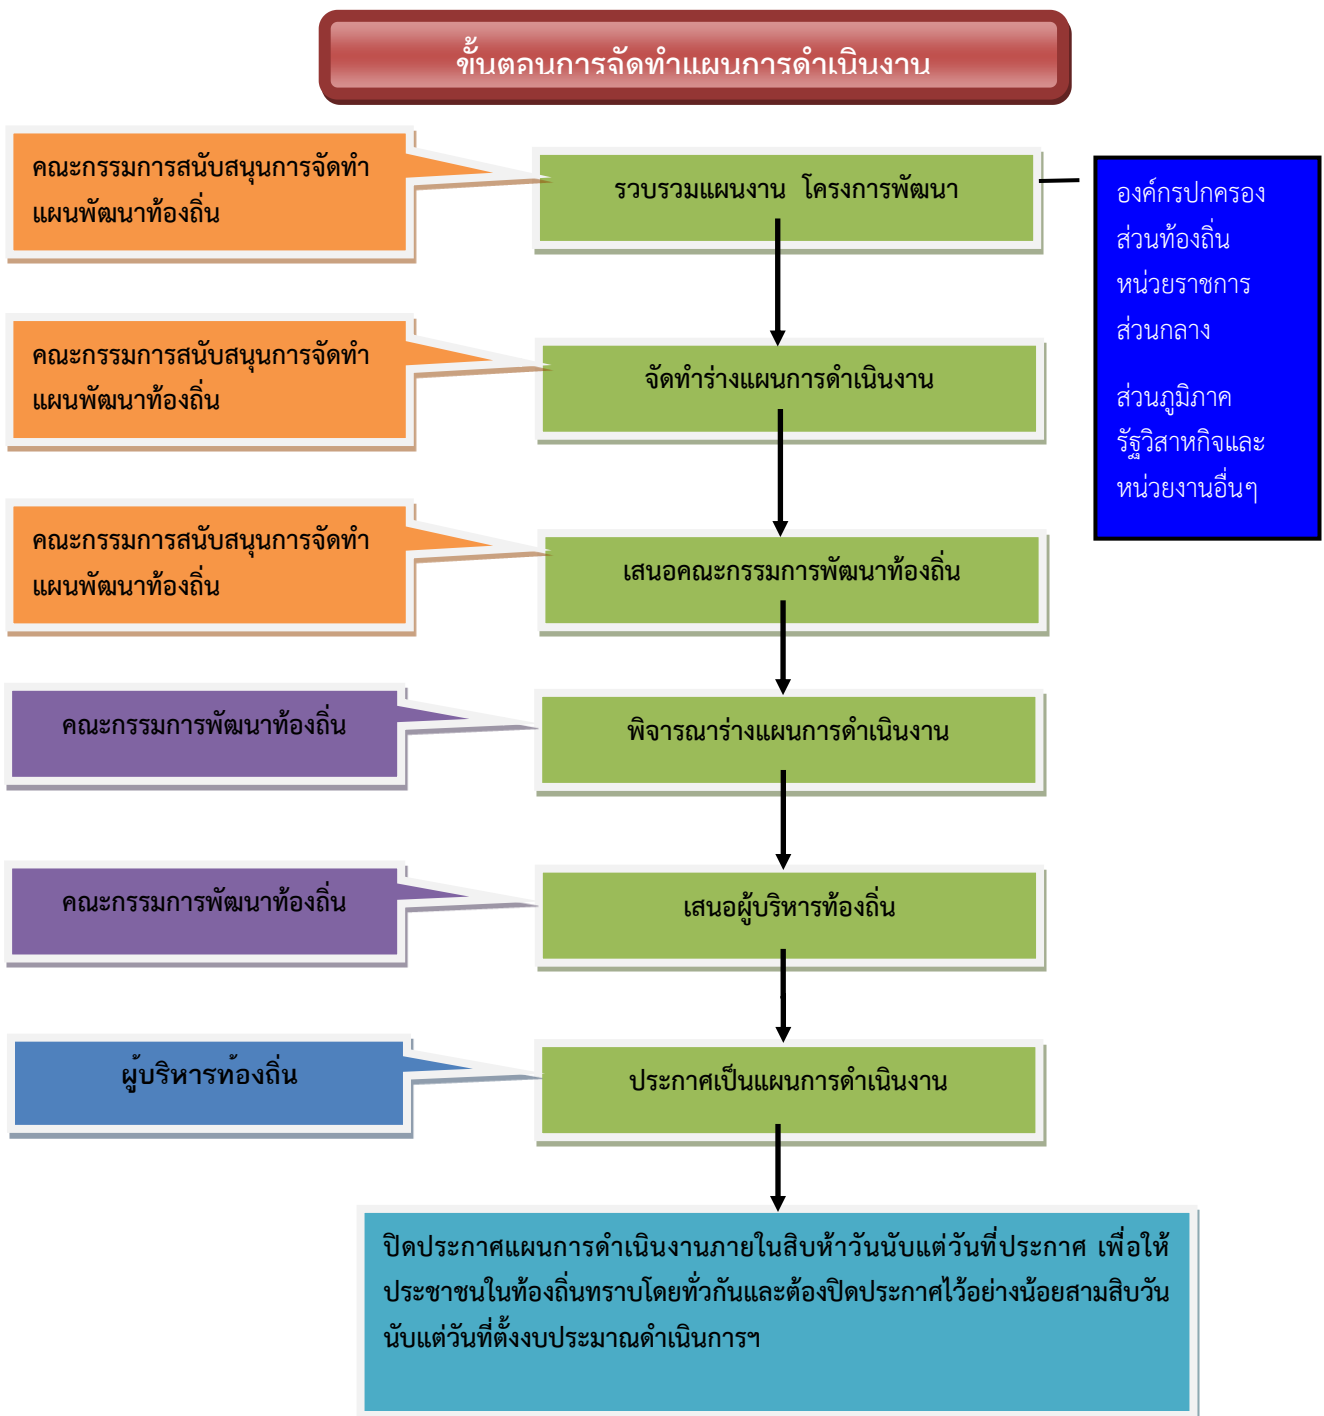 ขั้นตอนการจัดทำแผนการดำเนินงาน
คณะกรรมการสนับสนุนการจัดทำ
แผนพัฒนาท้องถิ่น
รวบรวมแผนงาน โครงการพัฒนา
องค์กรปกครอง
ส่วนท้องถิ่น
หน่วยราชการ
ส่วนกลาง
ส่วนภูมิภาค
รัฐวิสาหกิจและ
หน่วยงานอื่นๆ
คณะกรรมการสนับสนุนการจัดทำ
แผนพัฒนาท้องถิ่น
จัดทำร่างแผนการดำเนินงาน
คณะกรรมการสนับสนุนการจัดทำ
แผนพัฒนาท้องถิ่น
เสนอคณะกรรมการพัฒนาท้องถิ่น
คณะกรรมการพัฒนาท้องถิ่น
พิจารณาร่างแผนการดำเนินงาน
คณะกรรมการพัฒนาท้องถิ่น
เสนอผู้บริหารท้องถิ่น
ผู้บริหารท้องถิ่น
ประกาศเป็นแผนการดำเนินงาน
ปิดประกาศแผนการดำเนินงานภายในสิบห้าวันนับแต่วันที่ประกาศ เพื่อให้
ประชาชนในท้องถิ่นทราบโดยทั่วกันและต้องปิดประกาศไว้อย่างน้อยสามสิบวัน
นับแต่วันที่ตั้งงบประมาณดำเนินการฯ